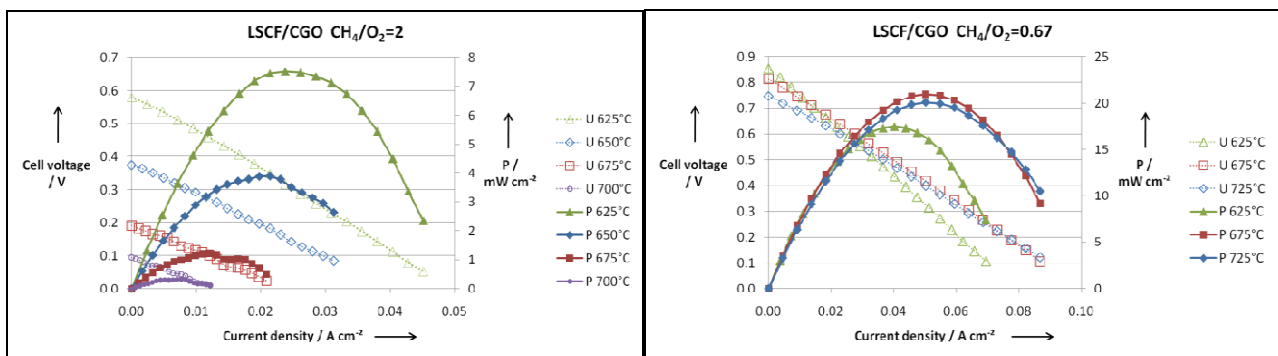 LSCF/CGO CH₄/O₂=2
0.7
0.6
0.5
0.4
0.3
0.2
0.1
0.0
Cell voltage
/ V
8
7
6
5
4
3
2
1
0
P /
mW cm⁻²
0.00
0.01
0.02
0.03
0.04
0.05
Current density / A cm⁻²
U 625°C
U 650°C
U 675°C
U 700°C
P 625°C
P 650°C
P 675°C
P 700°C
LSCF/CGO CH₄/O₂=0.67
0.9
0.8
0.7
0.6
0.5
0.4
0.3
0.2
0.1
0.0
Cell voltage
/ V
25
20
15
10
5
0
P /
mW cm⁻²
0.00
0.02
0.04
0.06
0.08
0.10
Current density / A cm⁻²
U 625°C
U 675°C
U 725°C
P 625°C
P 675°C
P 725°C